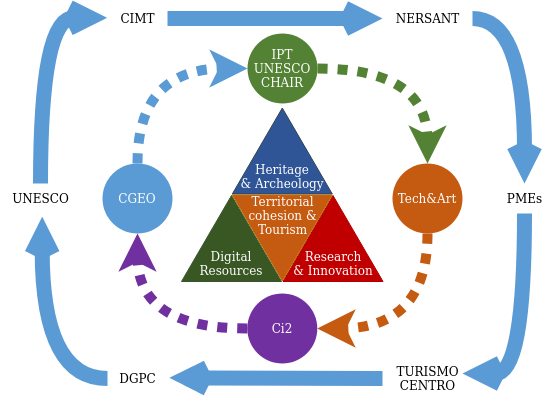 CIMT
NERSANT
IPT
UNESCO
CHAIR
Heritage
& Archeology
UNESCO
CGEO
Territorial
cohesion &
Tourism
Tech&Art
PMEs
Digital
Resources
Research
& Innovation
Ci2
DGPC
TURISMO
CENTRO